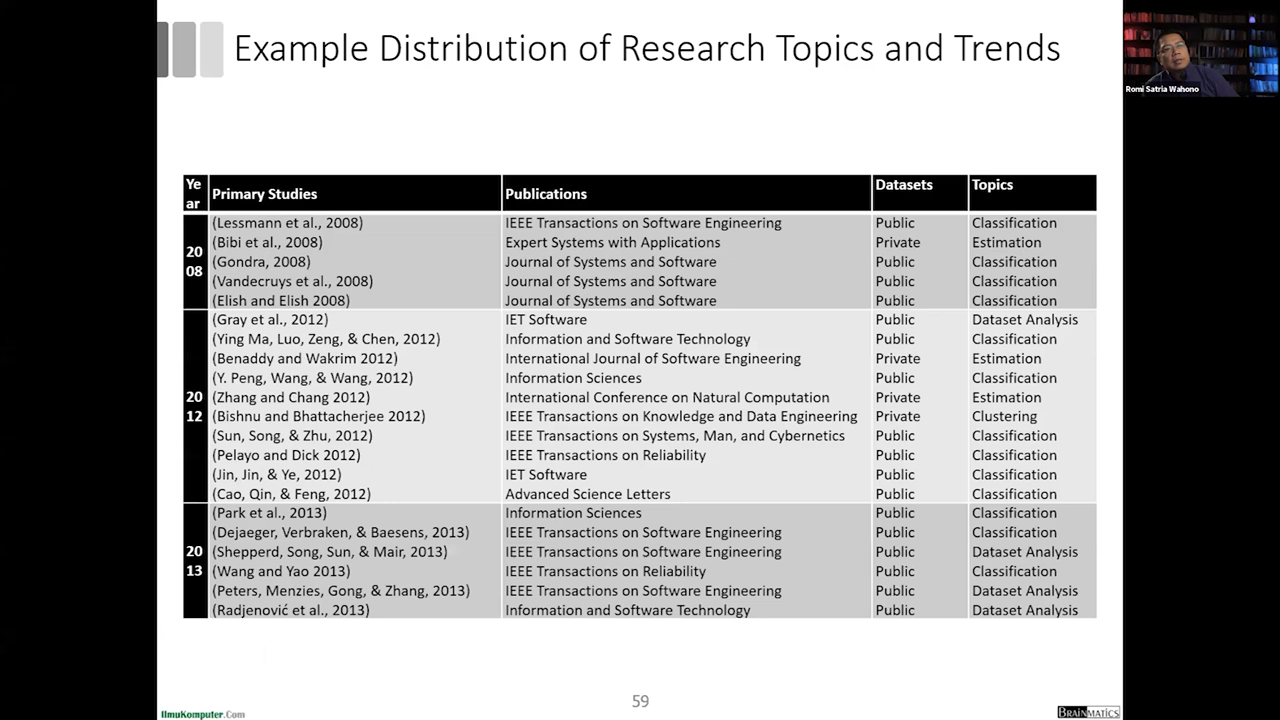 Example Distribution of Research Topics and Trends
Romi Satria Wahono
Ye
ar
Primary Studies Publications Datasets Topics
20
08
(Lessmann et al., 2008) IEEE Transactions on Software Engineering Public Classification
(Bibi et al., 2008) Expert Systems with Applications Private Estimation
(Gondra, 2008) Journal of Systems and Software Public Classification
(Vandecruys et al., 2008) Journal of Systems and Software Public Classification
(Elish and Elish 2008) Journal of Systems and Software Public Classification
20
12
(Gray et al., 2012) IET Software Public Dataset Analysis
(Ying Ma, Luo, Zeng, & Chen, 2012) Information and Software Technology Public Classification
(Benaddy and Wakrim 2012) International Journal of Software Engineering Private Estimation
(Y. Peng, Wang, & Wang, 2012) Information Sciences Public Classification
(Zhang and Chang 2012) International Conference on Natural Computation Private Estimation
(Bishnu and Bhattacherjee 2012) IEEE Transactions on Knowledge and Data Engineering Private Clustering
(Sun, Song, & Zhu, 2012) IEEE Transactions on Systems, Man, and Cybernetics Public Classification
(Pelayo and Dick 2012) IEEE Transactions on Reliability Public Classification
(Jin, Jin, & Ye, 2012) IET Software Public Classification
(Cao, Qin, & Feng, 2012) Advanced Science Letters Public Classification
20
13
(Park et al., 2013) Information Sciences Public Classification
(Dejaeger, Verbraken, & Baesens, 2013) IEEE Transactions on Software Engineering Public Classification
(Shepperd, Song, Sun, & Mair, 2013) IEEE Transactions on Software Engineering Public Dataset Analysis
(Wang and Yao 2013) IEEE Transactions on Reliability Public Classification
(Peters, Menzies, Gong, & Zhang, 2013) IEEE Transactions on Software Engineering Public Dataset Analysis
(Radjenović et al., 2013) Information and Software Technology Public Dataset Analysis
59
IlmuKomputer.Com
BRAINMATICS